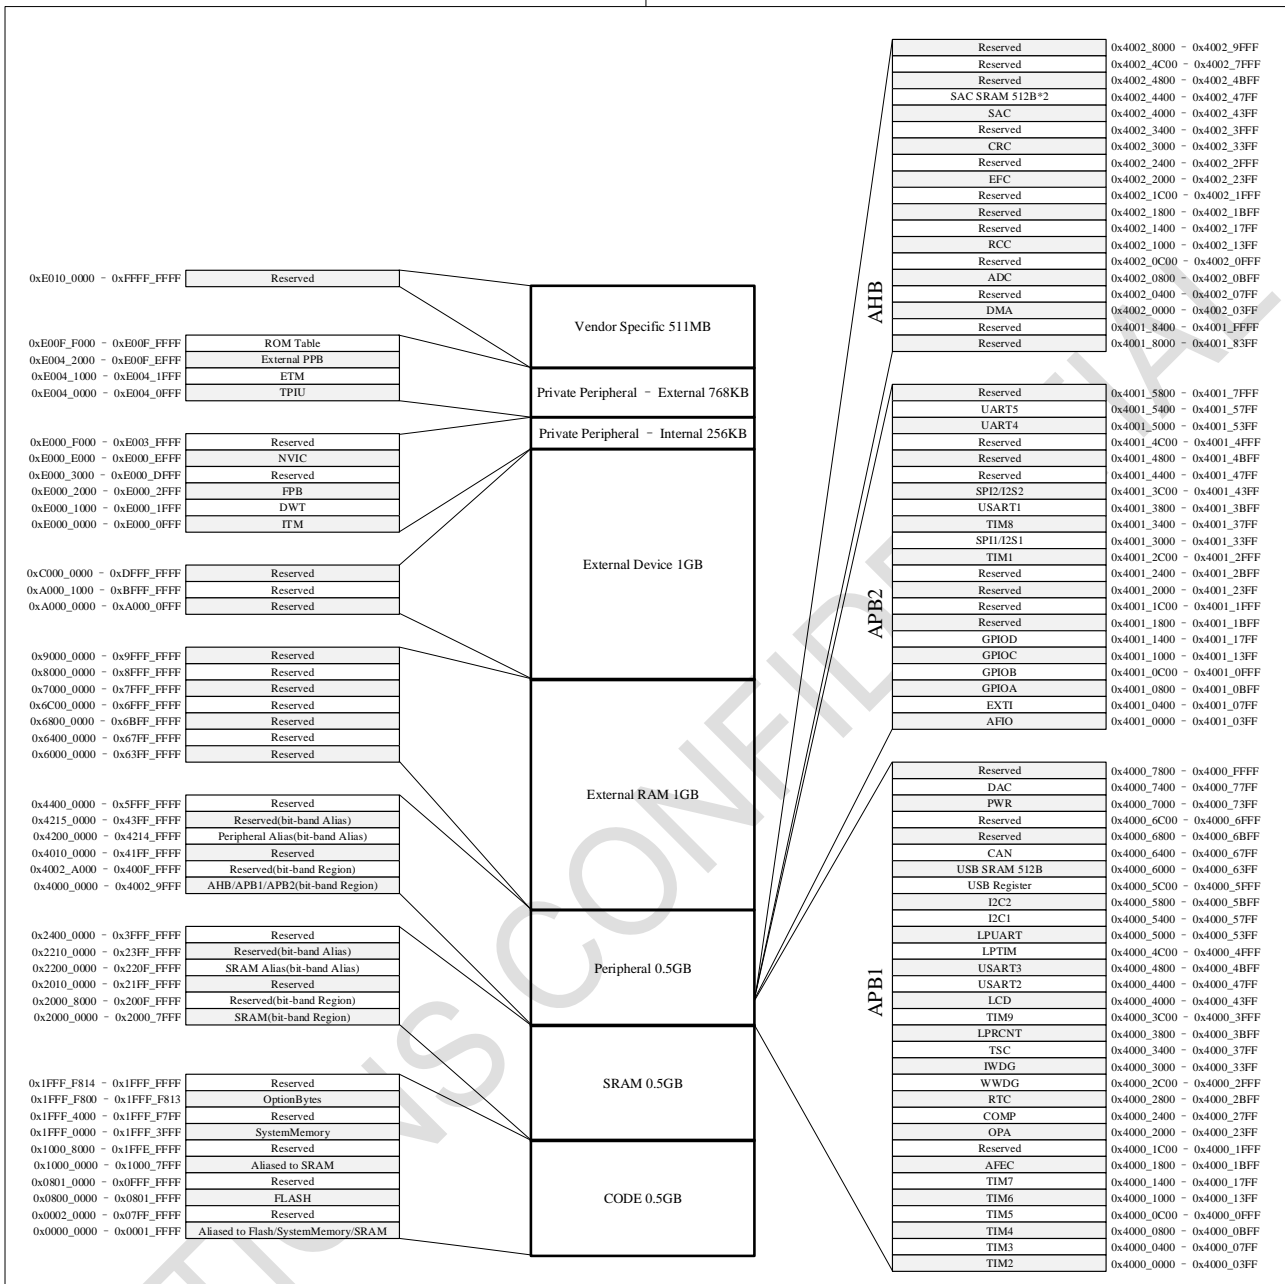 0xE010_0000 - 0xFFFF_FFFF Reserved
0xE00F_F000 - 0xE00F_FFFF ROM Table
0xE004_2000 - 0xE00F_EFFF External PPB
0xE004_1000 - 0xE004_1FFF ETM
0xE004_0000 - 0xE004_0FFF TPIU
0xE000_F000 - 0xE003_FFFF Reserved
0xE000_E000 - 0xE000_EFFF NVIC
0xE000_3000 - 0xE000_DFFF Reserved
0xE000_2000 - 0xE000_2FFF FPB
0xE000_1000 - 0xE000_1FFF DWT
0xE000_0000 - 0xE000_0FFF ITM
0xC000_0000 - 0xDFFF_FFFF Reserved
0xA000_1000 - 0xBFFF_FFFF Reserved
0xA000_0000 - 0xA000_0FFF Reserved
0x9000_0000 - 0x9FFF_FFFF Reserved
0x8000_0000 - 0x8FFF_FFFF Reserved
0x7000_0000 - 0x7FFF_FFFF Reserved
0x6C00_0000 - 0x6FFF_FFFF Reserved
0x6800_0000 - 0x6BFF_FFFF Reserved
0x6400_0000 - 0x67FF_FFFF Reserved
0x6000_0000 - 0x63FF_FFFF Reserved
0x4400_0000 - 0x5FFF_FFFF Reserved
0x4215_0000 - 0x43FF_FFFF Reserved(bit-band Alias)
0x4200_0000 - 0x4214_FFFF Peripheral Alias(bit-band Alias)
0x4010_0000 - 0x41FF_FFFF Reserved
0x4002_A000 - 0x400F_FFFF Reserved(bit-band Region)
0x4000_0000 - 0x4002_9FFF AHB/APB1/APB2(bit-band Region)
0x2400_0000 - 0x3FFF_FFFF Reserved
0x2210_0000 - 0x23FF_FFFF Reserved(bit-band Alias)
0x2200_0000 - 0x220F_FFFF SRAM Alias(bit-band Alias)
0x2010_0000 - 0x21FF_FFFF Reserved
0x2000_8000 - 0x200F_FFFF Reserved(bit-band Region)
0x2000_0000 - 0x2000_7FFF SRAM(bit-band Region)
0x1FFF_F814 - 0x1FFF_FFFF Reserved
0x1FFF_F800 - 0x1FFF_F813 OptionBytes
0x1FFF_4000 - 0x1FFF_F7FF Reserved
0x1FFF_0000 - 0x1FFF_3FFF SystemMemory
0x1000_8000 - 0x1FFE_FFFF Reserved
0x1000_0000 - 0x1000_7FFF Aliased to SRAM
0x0801_0000 - 0x0FFF_FFFF Reserved
0x0800_0000 - 0x0801_FFFF FLASH
0x0002_0000 - 0x07FF_FFFF Reserved
0x0000_0000 - 0x0001_FFFF Aliased to Flash/SystemMemory/SRAM
Vendor Specific 511MB
Private Peripheral - External 768KB
Private Peripheral - Internal 256KB
External Device 1GB
External RAM 1GB
Peripheral 0.5GB
SRAM 0.5GB
CODE 0.5GB
AHB
Reserved 0x4002_8000 - 0x4002_9FFF
Reserved 0x4002_4C00 - 0x4002_7FFF
Reserved 0x4002_4800 - 0x4002_4BFF
SAC SRAM 512B*2 0x4002_4400 - 0x4002_47FF
SAC 0x4002_4000 - 0x4002_43FF
Reserved 0x4002_3400 - 0x4002_3FFF
CRC 0x4002_3000 - 0x4002_33FF
Reserved 0x4002_2400 - 0x4002_2FFF
EFC 0x4002_2000 - 0x4002_23FF
Reserved 0x4002_1C00 - 0x4002_1FFF
Reserved 0x4002_1800 - 0x4002_1BFF
Reserved 0x4002_1400 - 0x4002_17FF
RCC 0x4002_1000 - 0x4002_13FF
Reserved 0x4002_0C00 - 0x4002_0FFF
ADC 0x4002_0800 - 0x4002_0BFF
Reserved 0x4002_0400 - 0x4002_07FF
DMA 0x4002_0000 - 0x4002_03FF
Reserved 0x4001_8400 - 0x4001_FFFF
Reserved 0x4001_8000 - 0x4001_83FF
APB2
Reserved 0x4001_5800 - 0x4001_7FFF
UART5 0x4001_5400 - 0x4001_57FF
UART4 0x4001_5000 - 0x4001_53FF
Reserved 0x4001_4C00 - 0x4001_4FFF
Reserved 0x4001_4800 - 0x4001_4BFF
Reserved 0x4001_4400 - 0x4001_47FF
SPI2/I2S2 0x4001_3C00 - 0x4001_43FF
USART1 0x4001_3800 - 0x4001_3BFF
TIM8 0x4001_3400 - 0x4001_37FF
SPI1/I2S1 0x4001_3000 - 0x4001_33FF
TIM1 0x4001_2C00 - 0x4001_2FFF
Reserved 0x4001_2400 - 0x4001_2BFF
Reserved 0x4001_2000 - 0x4001_23FF
Reserved 0x4001_1C00 - 0x4001_1FFF
Reserved 0x4001_1800 - 0x4001_1BFF
GPIOD 0x4001_1400 - 0x4001_17FF
GPIOC 0x4001_1000 - 0x4001_13FF
GPIOB 0x4001_0C00 - 0x4001_0FFF
GPIOA 0x4001_0800 - 0x4001_0BFF
EXTI 0x4001_0400 - 0x4001_07FF
AFIO 0x4001_0000 - 0x4001_03FF
APB1
Reserved 0x4000_7800 - 0x4000_FFFF
DAC 0x4000_7400 - 0x4000_77FF
PWR 0x4000_7000 - 0x4000_73FF
Reserved 0x4000_6C00 - 0x4000_6FFF
Reserved 0x4000_6800 - 0x4000_6BFF
CAN 0x4000_6400 - 0x4000_67FF
USB SRAM 512B 0x4000_6000 - 0x4000_63FF
USB Register 0x4000_5C00 - 0x4000_5FFF
I2C2 0x4000_5800 - 0x4000_5BFF
I2C1 0x4000_5400 - 0x4000_57FF
LPUART 0x4000_5000 - 0x4000_53FF
LPTIM 0x4000_4C00 - 0x4000_4FFF
USART3 0x4000_4800 - 0x4000_4BFF
USART2 0x4000_4400 - 0x4000_47FF
LCD 0x4000_4000 - 0x4000_43FF
TIM9 0x4000_3C00 - 0x4000_3FFF
LPRCNT 0x4000_3800 - 0x4000_3BFF
TSC 0x4000_3400 - 0x4000_37FF
IWDG 0x4000_3000 - 0x4000_33FF
WWDG 0x4000_2C00 - 0x4000_2FFF
RTC 0x4000_2800 - 0x4000_2BFF
COMP 0x4000_2400 - 0x4000_27FF
OPA 0x4000_2000 - 0x4000_23FF
Reserved 0x4000_1C00 - 0x4000_1FFF
AFEC 0x4000_1800 - 0x4000_1BFF
TIM7 0x4000_1400 - 0x4000_17FF
TIM6 0x4000_1000 - 0x4000_13FF
TIM5 0x4000_0C00 - 0x4000_0FFF
TIM4 0x4000_0800 - 0x4000_0BFF
TIM3 0x4000_0400 - 0x4000_07FF
TIM2 0x4000_0000 - 0x4000_03FF